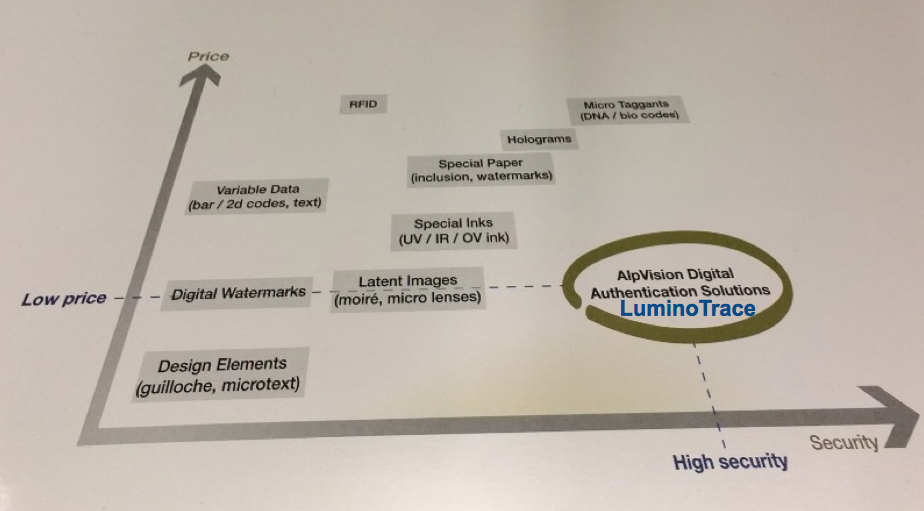 Price
RFID
Micro Taggants
(DNA / bio codes)
Holograms
Special Paper
(inclusion, watermarks)
Variable Data
(bar / 2d codes, text)
Special Inks
(UV / IR / OV ink)
AlpVision Digital
Authentication Solutions
LuminoTrace
Latent Images
(moiré, micro lenses)
Low price
Digital Watermarks
Design Elements
(guilloche, microtext)
Security
High security